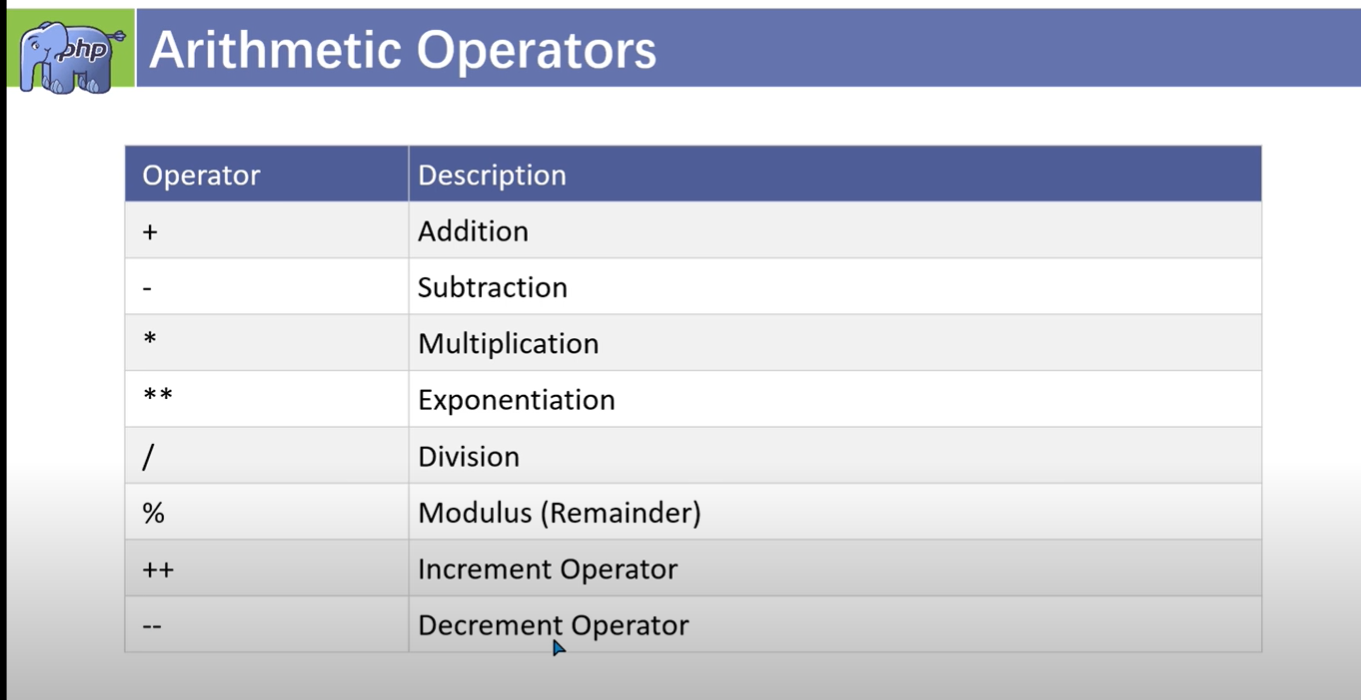 php
Arithmetic Operators
Operator Description
+ Addition
- Subtraction
* Multiplication
** Exponentiation
/ Division
% Modulus (Remainder)
++ Increment Operator
-- Decrement Operator